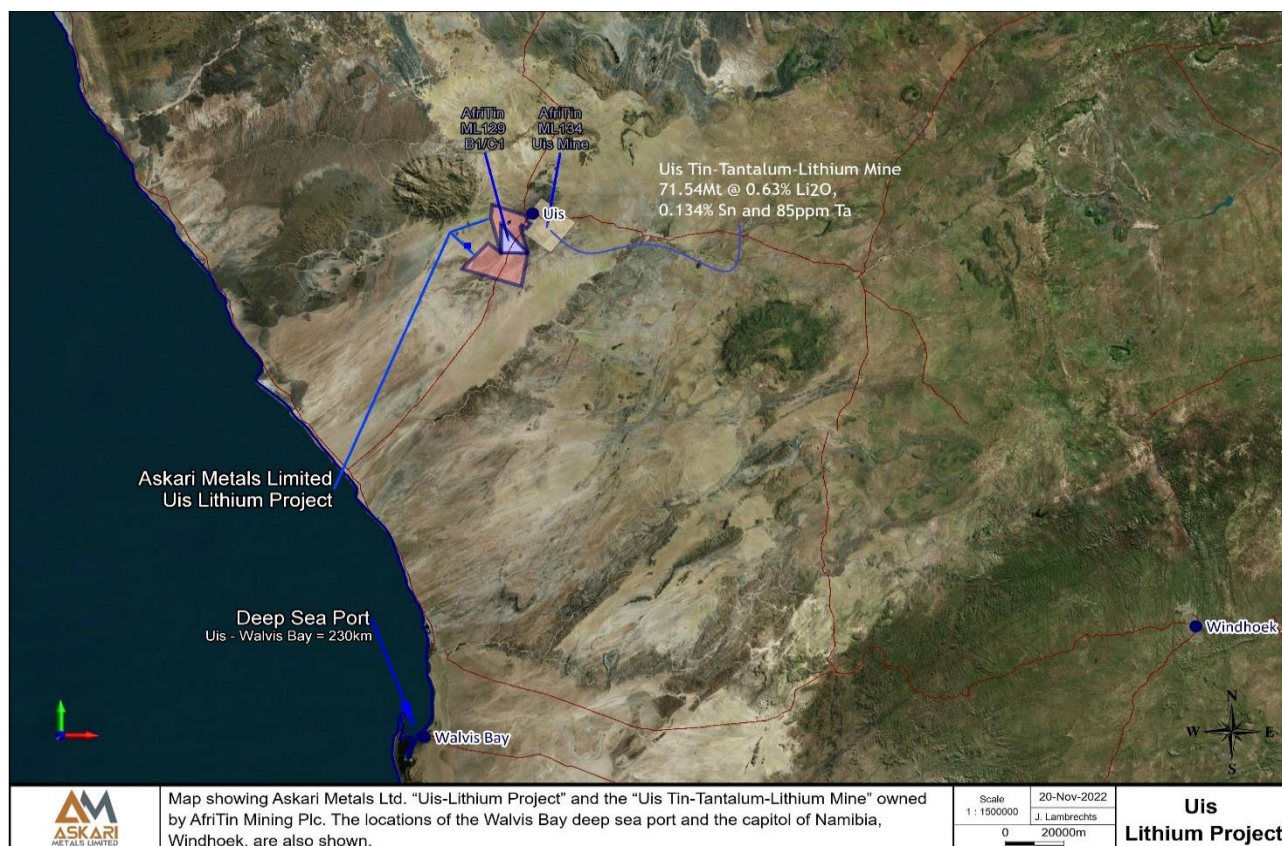 AfriTin
ML129
B1/C1
AfriTin
ML134
Uis Mine
Uis Tin-Tantalum-Lithium Mine
71.54Mt @ 0.63% Li2O,
0.134% Sn and 85ppm Ta
Uis
Askari Metals Limited
Uis Lithium Project
Deep Sea Port
Uis - Walvis Bay = 230km
Windhoek
Walvis Bay
N
W
E
S
AM
ASKARI
METALS LIMITED
Map showing Askari Metals Ltd. “Uis-Lithium Project” and the “Uis Tin-Tantalum-Lithium Mine” owned
by AfriTin Mining Plc. The locations of the Walvis Bay deep sea port and the capitol of Namibia,
Windhoek, are also shown.
Scale
1 : 1500000
20-Nov-2022
J. Lambrechts
0 20000m
Uis
Lithium Project